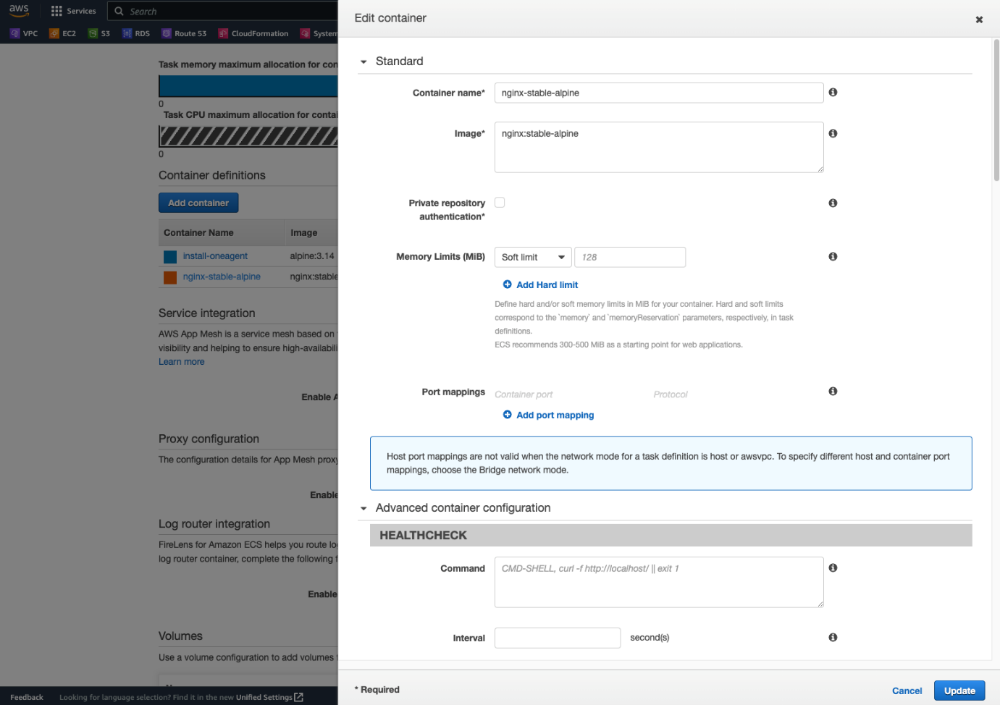 aws
Services
Search
VPC
EC2
S3
RDS
Route 53
CloudFormation
System
Task memory maximum allocation for con
0
Task CPU maximum allocation for contai
0
Container definitions
Add container
Container Name
Image
install-oneagent
alpine:3.14
nginx-stable-alpine
nginx:stable
Service integration
AWS App Mesh is a service mesh based on
visibility and helping to ensure high-availabili
Learn more
Enable A
Proxy configuration
The configuration details for App Mesh proxy
Enable
Log router integration
FireLens for Amazon ECS helps you route lo
log router container, complete the following f
Enable
Volumes
Use a volume configuration to add volumes
Feedback
Looking for language selection? Find it in the new Unified Settings
Edit container
Standard
Container name*
nginx-stable-alpine
Image*
nginx:stable-alpine
Private repository
authentication*
Memory Limits (MiB)
Soft limit
128
Add Hard limit
Define hard and/or soft memory limits in MiB for your container. Hard and soft limits
correspond to the `memory` and `memoryReservation` parameters, respectively, in task
definitions.
ECS recommends 300-500 MiB as a starting point for web applications.
Port mappings
Container port
Protocol
Add port mapping
Host port mappings are not valid when the network mode for a task definition is host or awsvpc. To specify different host and container port
mappings, choose the Bridge network mode.
Advanced container configuration
HEALTHCHECK
Command
CMD-SHELL, curl -f http://localhost/ || exit 1
Interval
second(s)
* Required
Cancel
Update